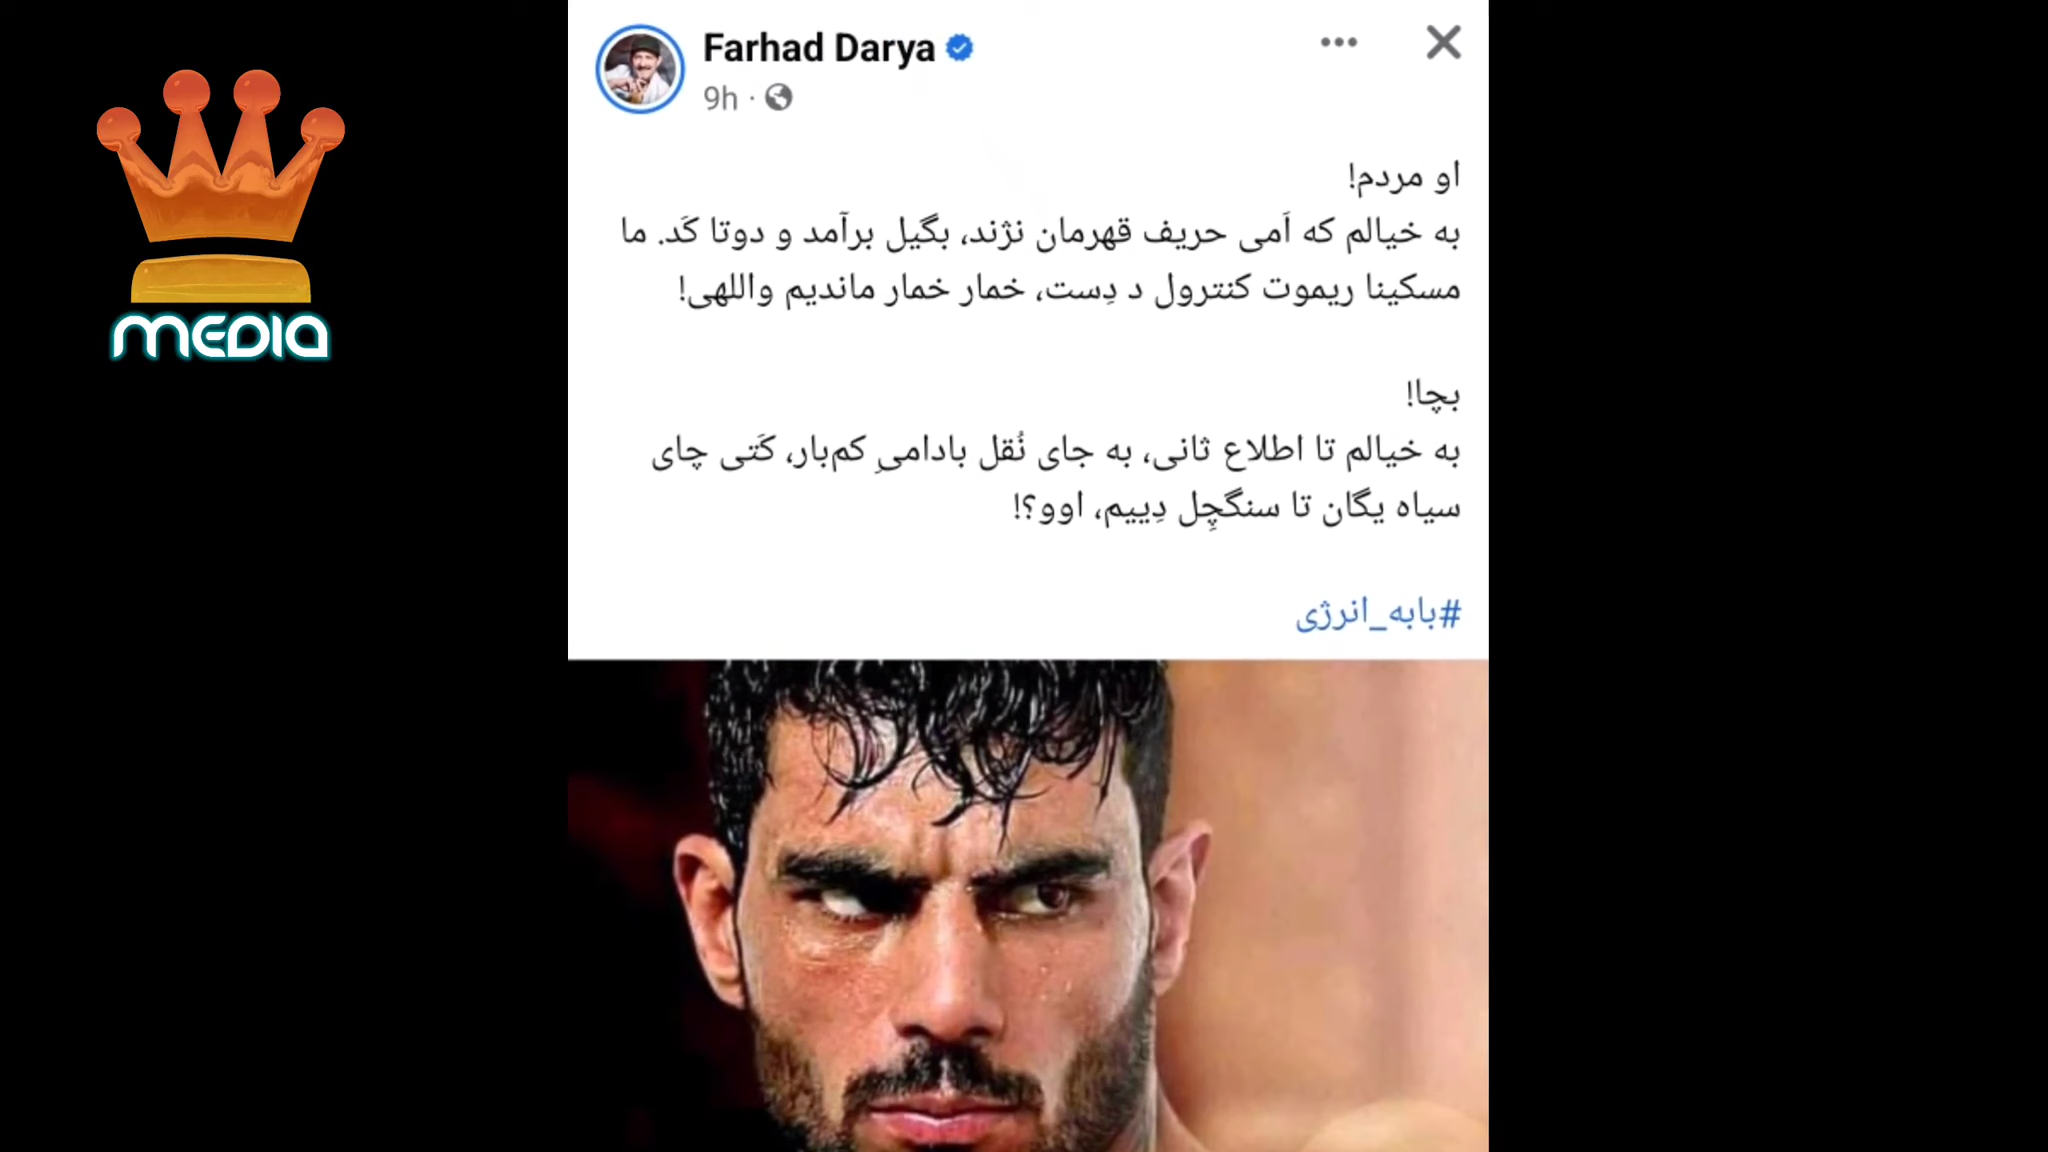 MEDIA
Farhad Darya
9h ·
او مردم!
به خیالم که اَمی حریف قهرمان نژند، بگیل برآمد و دوتا کَد. ما
مسکینا ریموت کنترول د دِست، خمار خمار ماندیم واللهی!
بچا!
به خیالم تا اطلاع ثانی، به جای نُقل بادامیِ کم‌بار، کَتی چای
سیاه یگان تا سنگچِل دِییم، اوو؟!
#بابه_انرژی